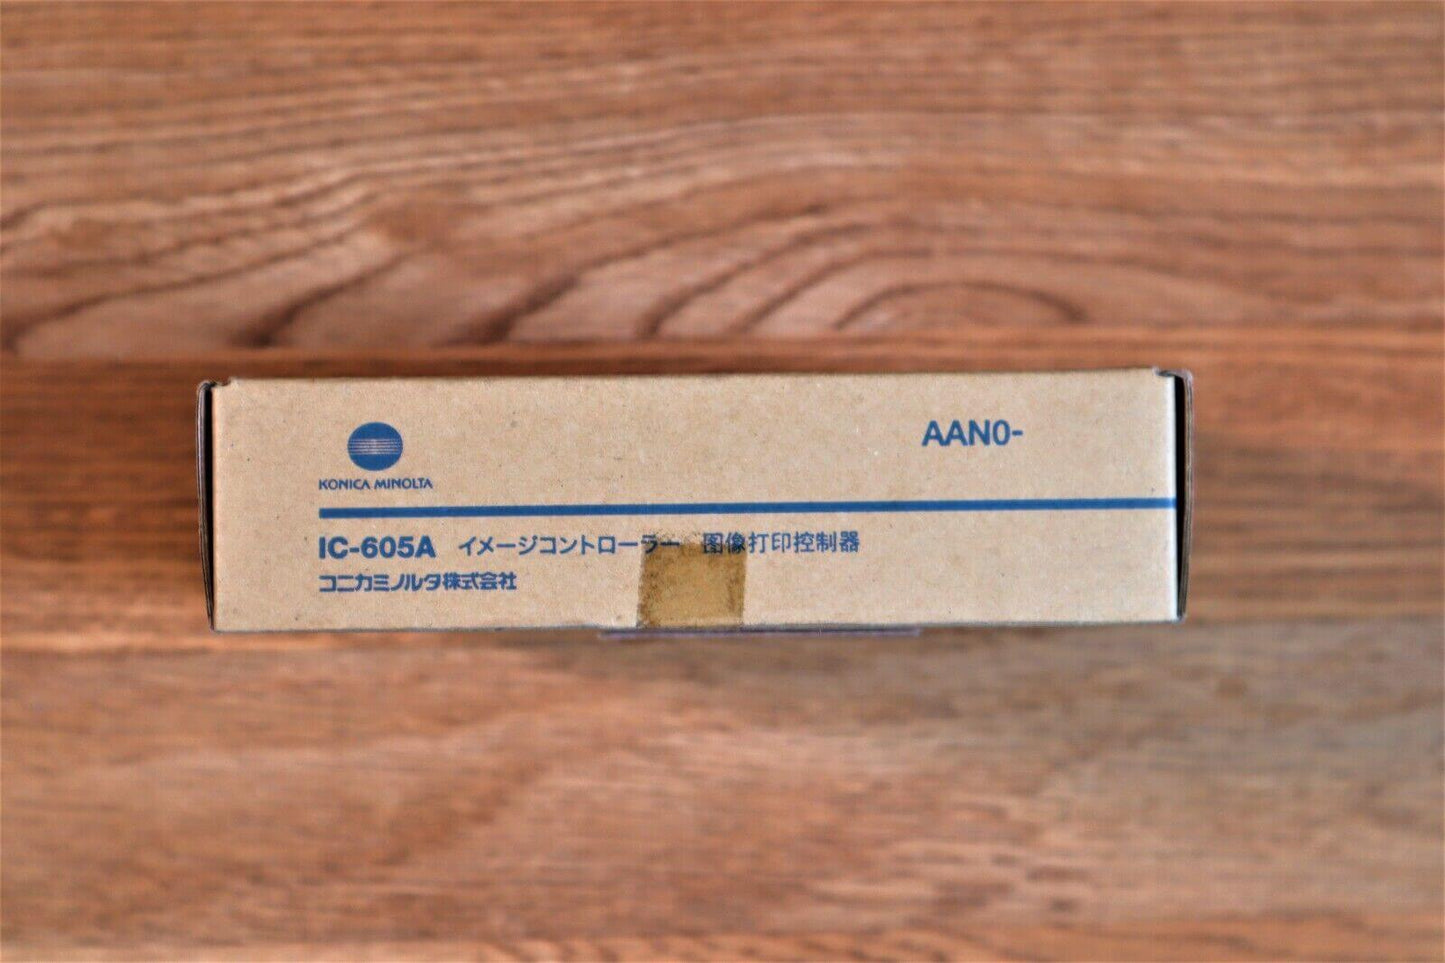 AAN0-
KONICA MINOLTA
IC-605A イメージコントローラー 图像打印控制器
コニカミノルタ株式会社